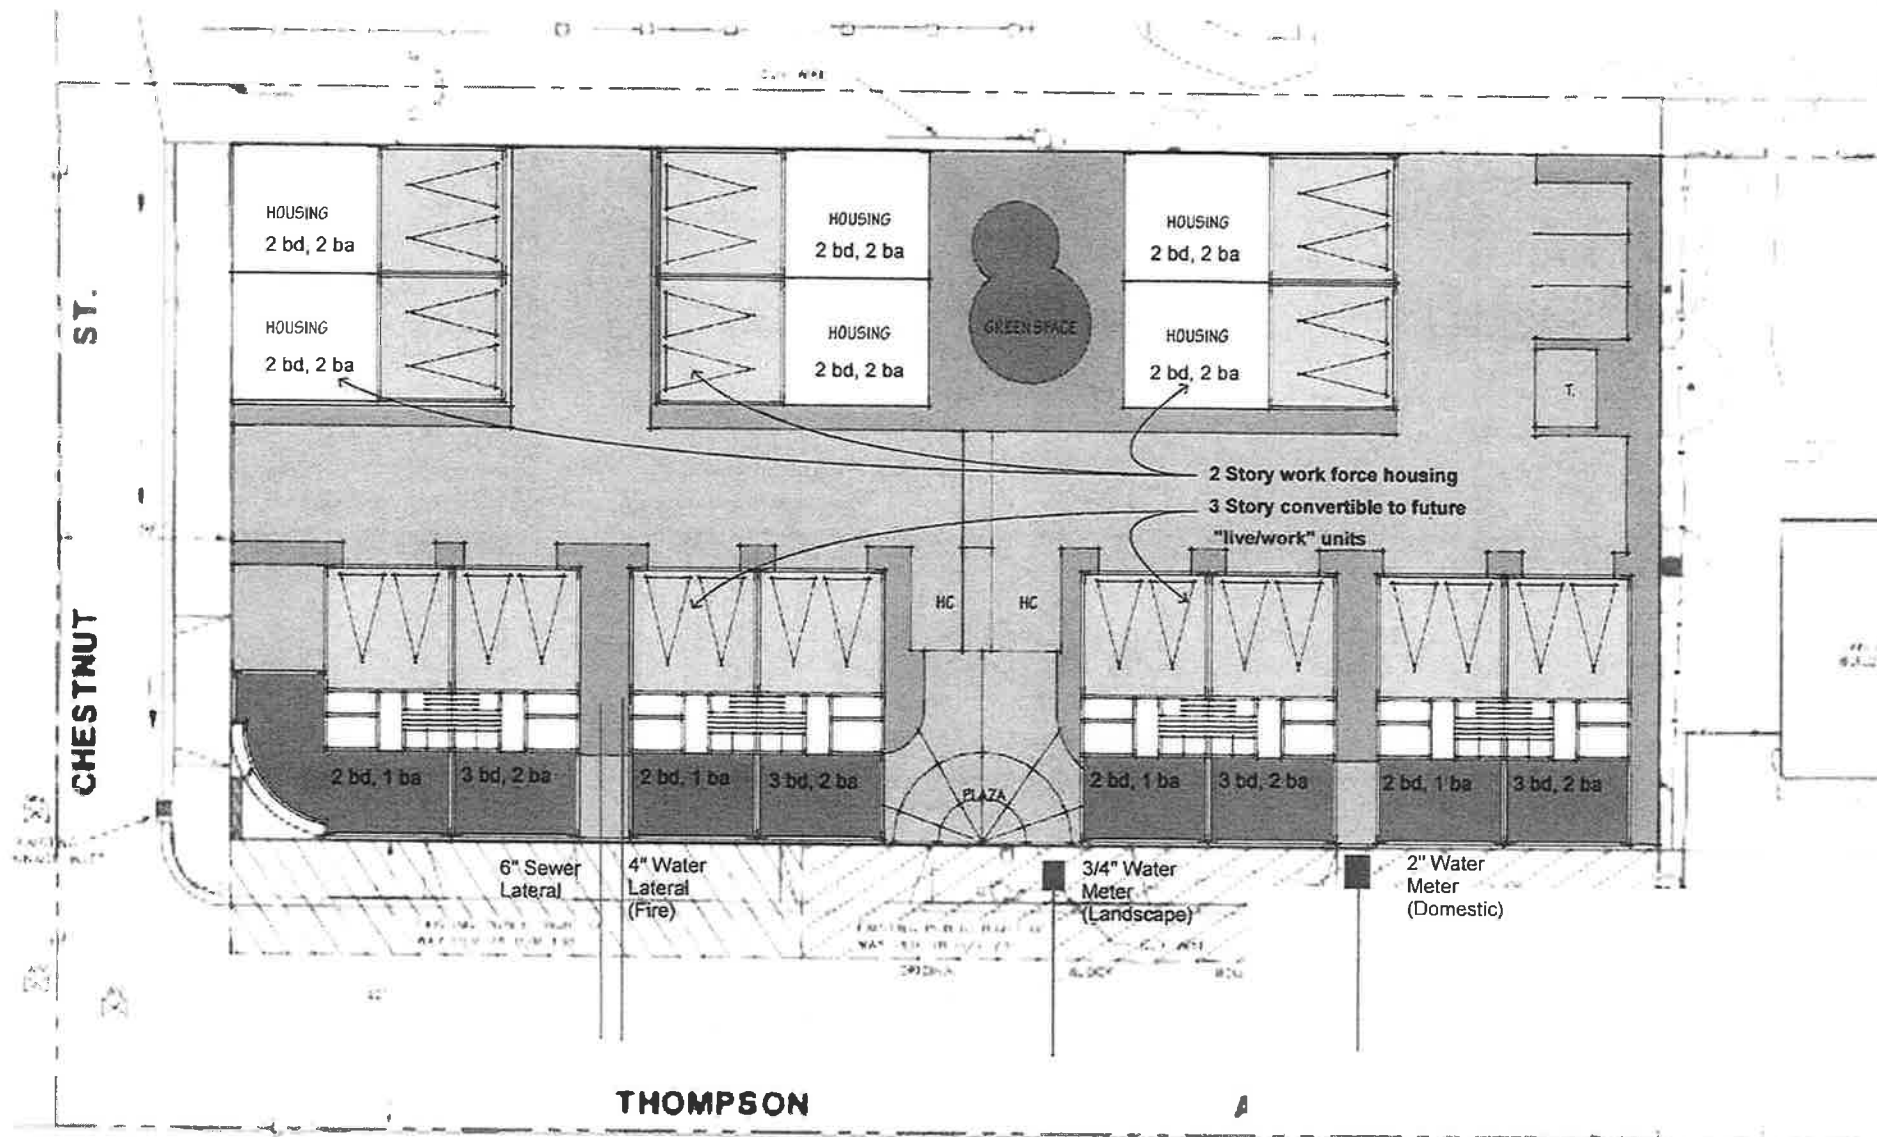 HOUSING
2 bd, 2 ba
HOUSING
2 bd, 2 ba
HOUSING
2 bd, 2 ba
HOUSING
2 bd, 2 ba
HOUSING
2 bd, 2 ba
HOUSING
2 bd, 2 ba
GREEN SPACE
T.
2 Story work force housing
3 Story convertible to future
"live/work" units
HC
HC
2 bd, 1 ba
3 bd, 2 ba
2 bd, 1 ba
3 bd, 2 ba
PLAZA
2 bd, 1 ba
3 bd, 2 ba
2 bd, 1 ba
3 bd, 2 ba
6" Sewer
Lateral
4" Water
Lateral
(Fire)
3/4" Water
Meter
(Landscape)
2" Water
Meter
(Domestic)
CHESTNUT ST.
THOMPSON A